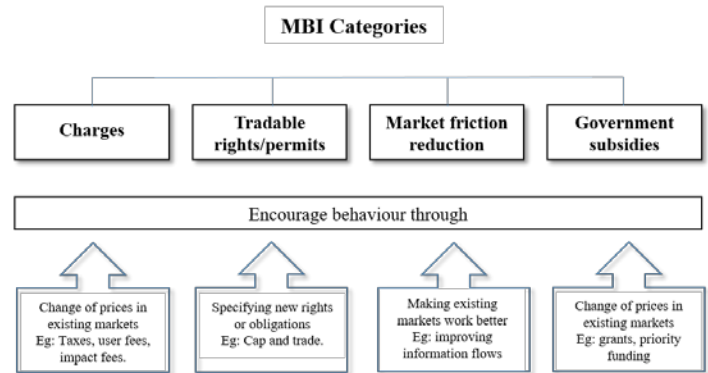 MBI Categories
Charges
Tradable
rights/permits
Market friction
reduction
Government
subsidies
Encourage behaviour through
Change of prices in
existing markets
Eg: Taxes, user fees,
impact fees.
Specifying new rights
or obligations
Eg: Cap and trade.
Making existing
markets work better
Eg: improving
information flows
Change of prices in
existing markets
Eg: grants, priority
funding